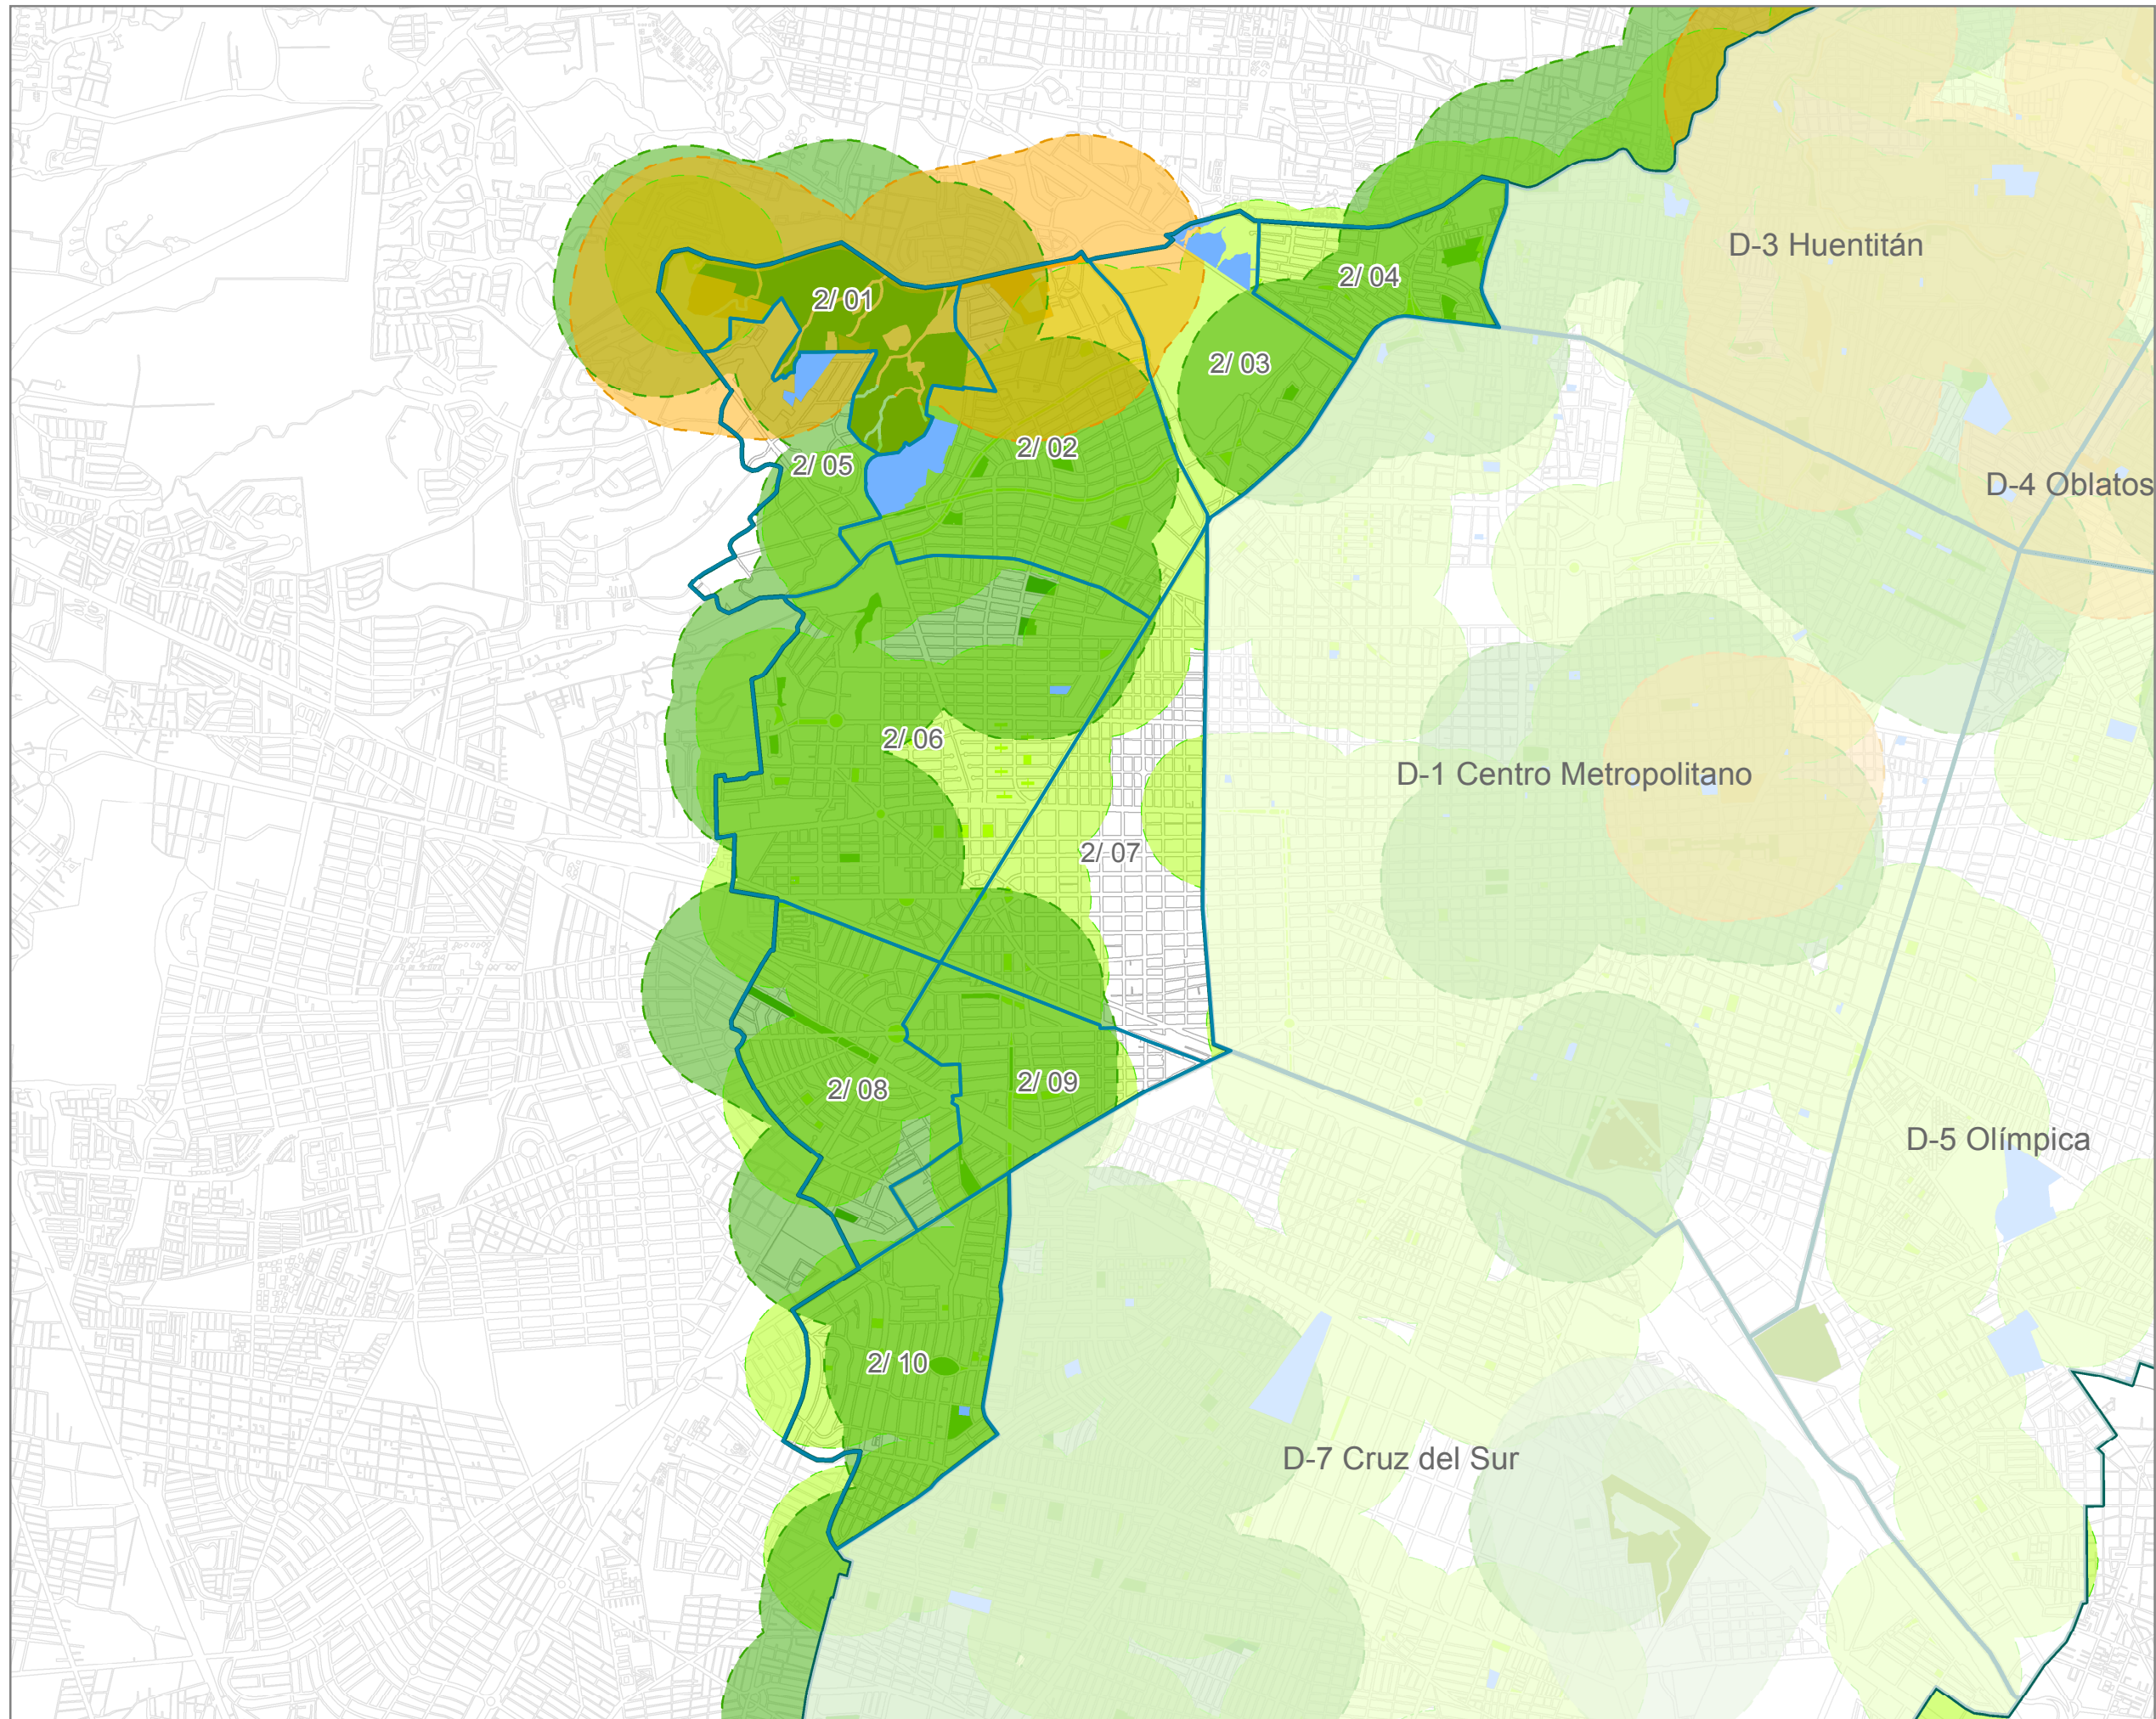 D-3 Huentitán
2/ 04
2/ 01
2/ 03
2/ 02
2/ 05
D-4 Oblatos
2/ 06
D-1 Centro Metropolitano
2/ 07
2/ 09
2/ 08
D-5 Olímpica
2/ 10
D-7 Cruz del Sur